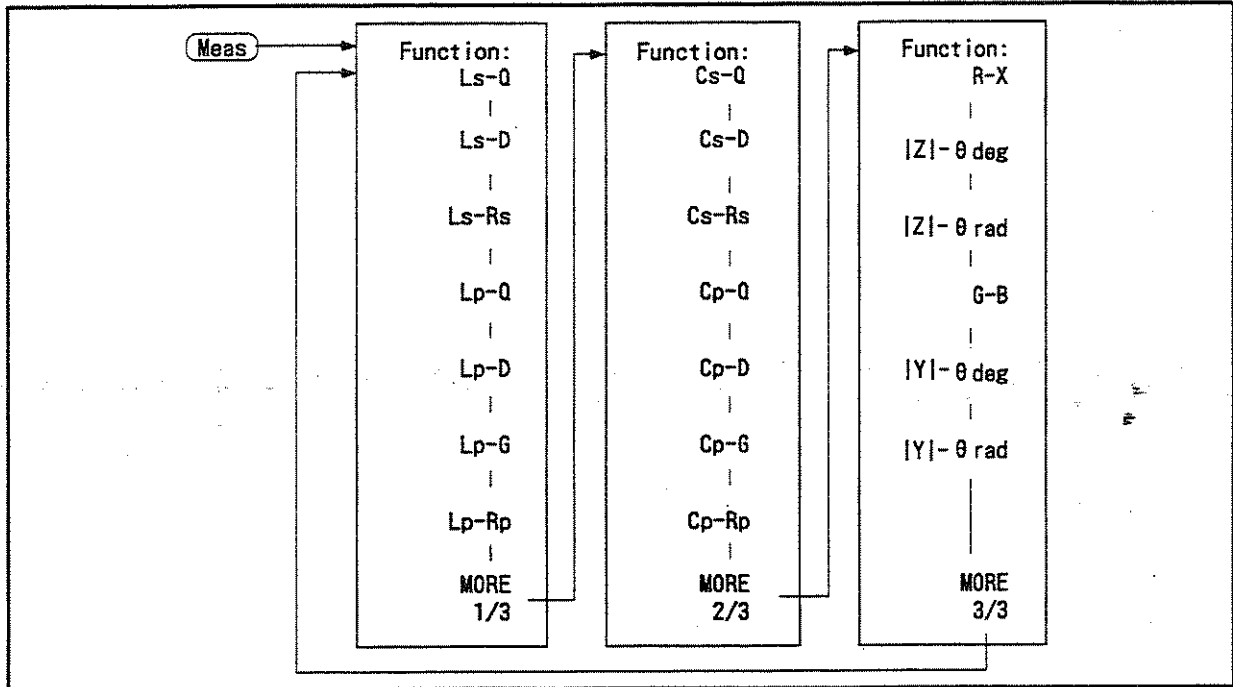 Meas
Function:
Ls-Q
Ls-D
Ls-Rs
Lp-Q
Lp-D
Lp-G
Lp-Rp
MORE
1/3
Function:
Cs-Q
Cs-D
Cs-Rs
Cp-Q
Cp-D
Cp-G
Cp-Rp
MORE
2/3
Function:
R-X
|Z|-θ deg
|Z|-θ rad
G-B
|Y|-θ deg
|Y|-θ rad
MORE
3/3